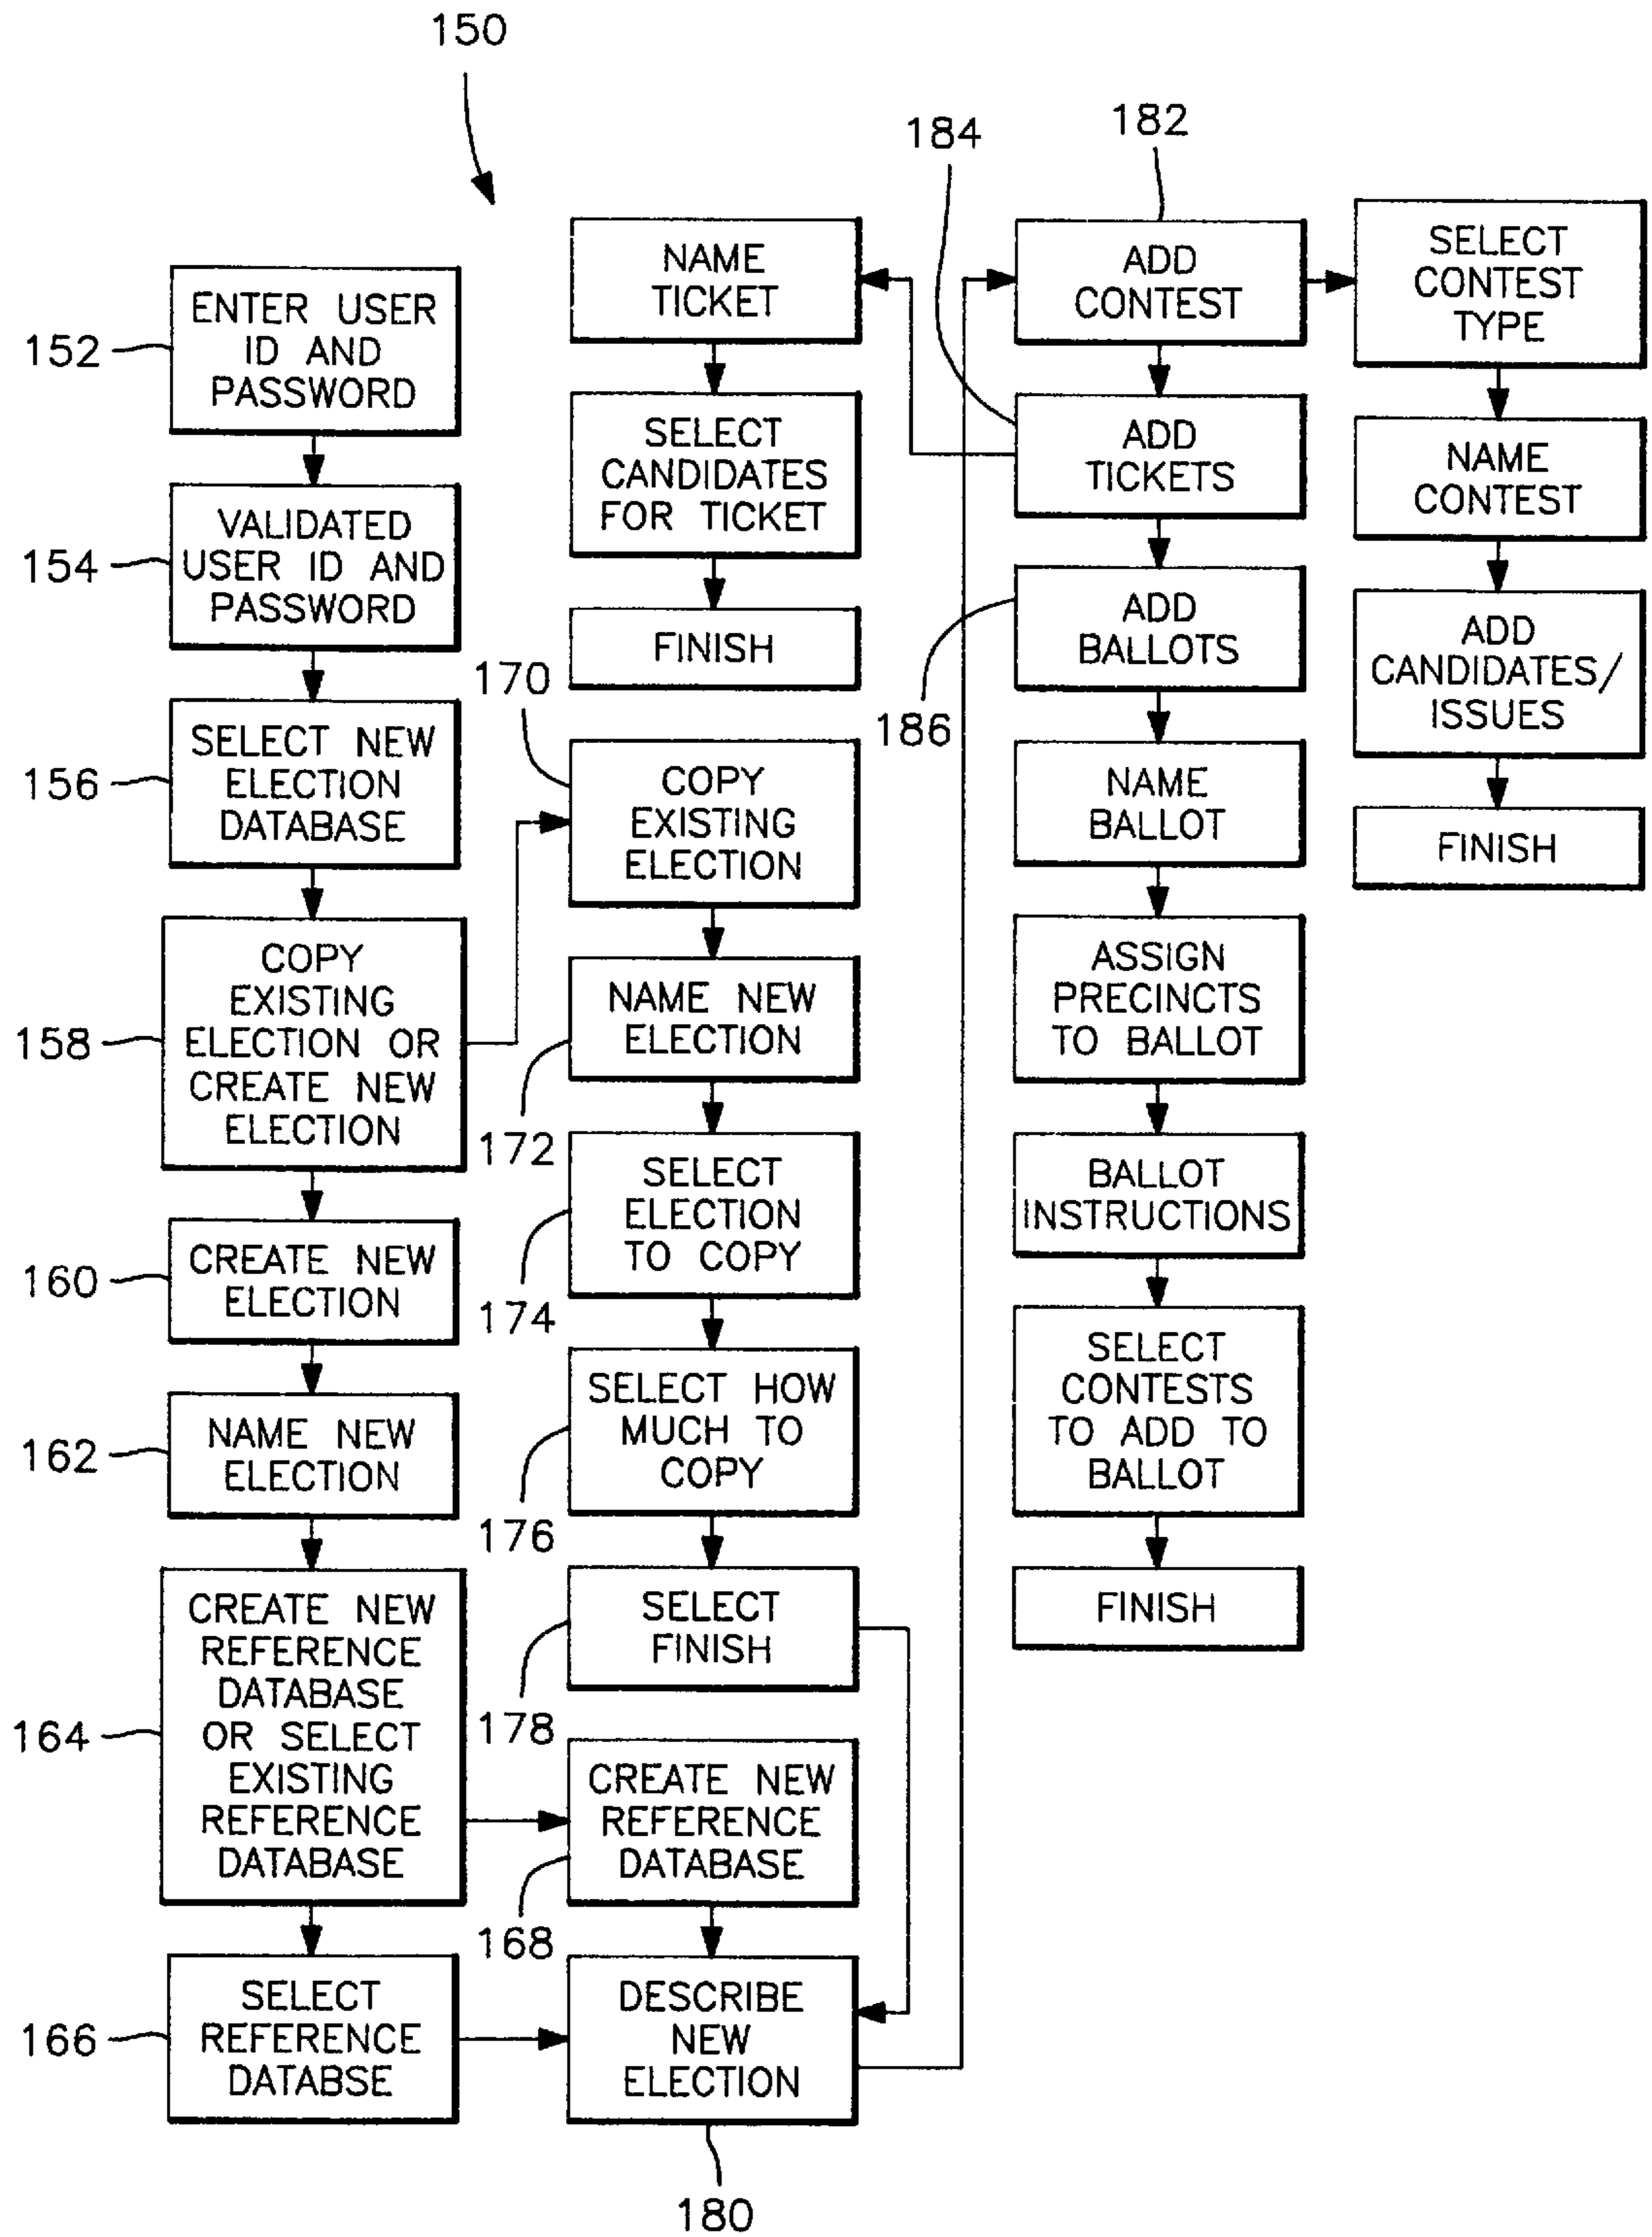 150
152
ENTER USER
ID AND
PASSWORD
154
VALIDATED
USER ID AND
PASSWORD
156
SELECT NEW
ELECTION
DATABASE
158
COPY
EXISTING
ELECTION OR
CREATE NEW
ELECTION
160
CREATE NEW
ELECTION
162
NAME NEW
ELECTION
164
CREATE NEW
REFERENCE
DATABASE
OR SELECT
EXISTING
REFERENCE
DATABASE
166
SELECT
REFERENCE
DATABSE
NAME
TICKET
SELECT
CANDIDATES
FOR TICKET
FINISH
170
COPY
EXISTING
ELECTION
NAME NEW
ELECTION
172
SELECT
ELECTION
TO COPY
174
SELECT HOW
MUCH TO
COPY
176
SELECT
FINISH
178
CREATE NEW
REFERENCE
DATABASE
168
DESCRIBE
NEW
ELECTION
180
182
ADD
CONTEST
184
ADD
TICKETS
ADD
BALLOTS
186
NAME
BALLOT
ASSIGN
PRECINCTS
TO BALLOT
BALLOT
INSTRUCTIONS
SELECT
CONTESTS
TO ADD TO
BALLOT
FINISH
SELECT
CONTEST
TYPE
NAME
CONTEST
ADD
CANDIDATES/
ISSUES
FINISH